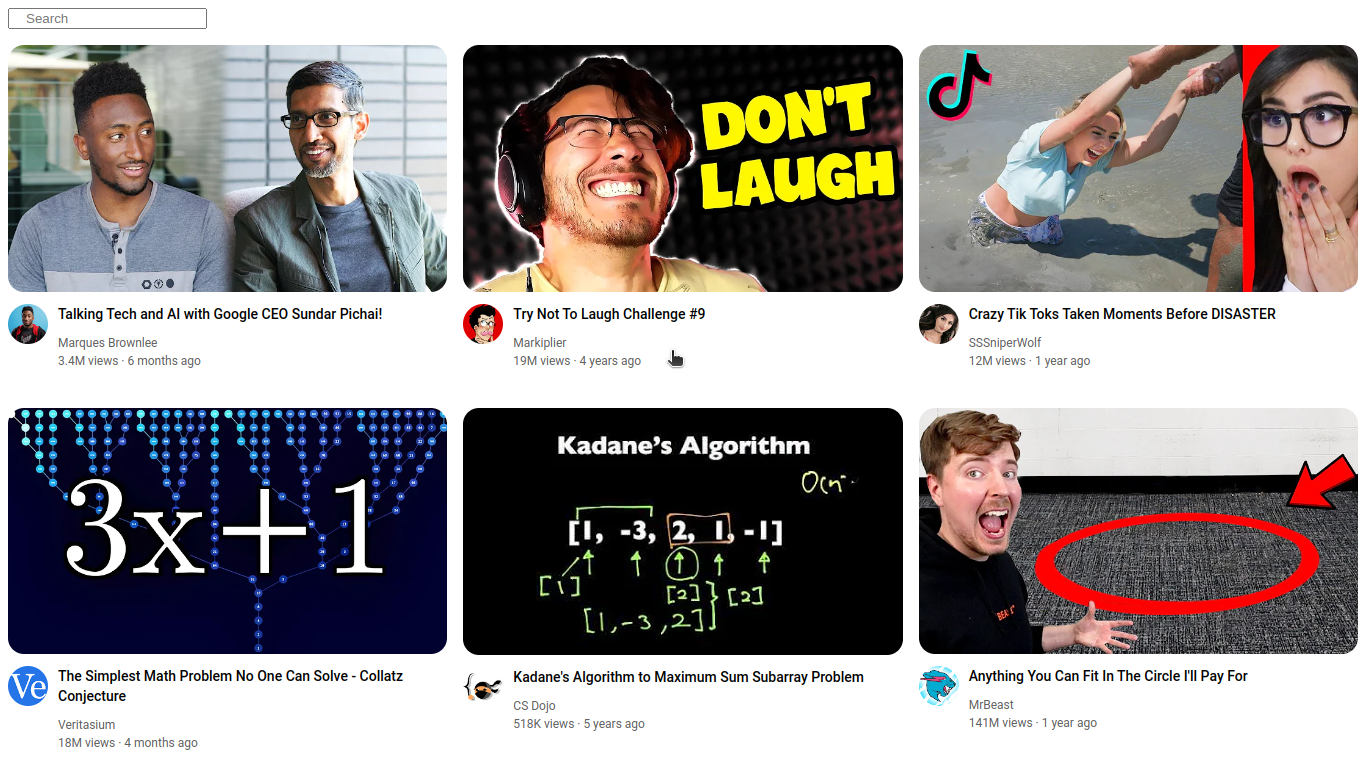 Search
DON'T
LAUGH
Talking Tech and AI with Google CEO Sundar Pichai!
Marques Brownlee
3.4M views · 6 months ago
Try Not To Laugh Challenge #9
Markiplier
19M views · 4 years ago
Crazy Tik Toks Taken Moments Before DISASTER
SSSniperWolf
12M views · 1 year ago
3x+1
Kadane's Algorithm
O(n)
[1, -3, 2, 1, -1]
[1]
[2]
[2]
[1,-3,2]
The Simplest Math Problem No One Can Solve - Collatz
Conjecture
Ve
Veritasium
18M views · 4 months ago
Kadane's Algorithm to Maximum Sum Subarray Problem
CS Dojo
518K views · 5 years ago
Anything You Can Fit In The Circle I'll Pay For
MrBeast
141M views · 1 year ago